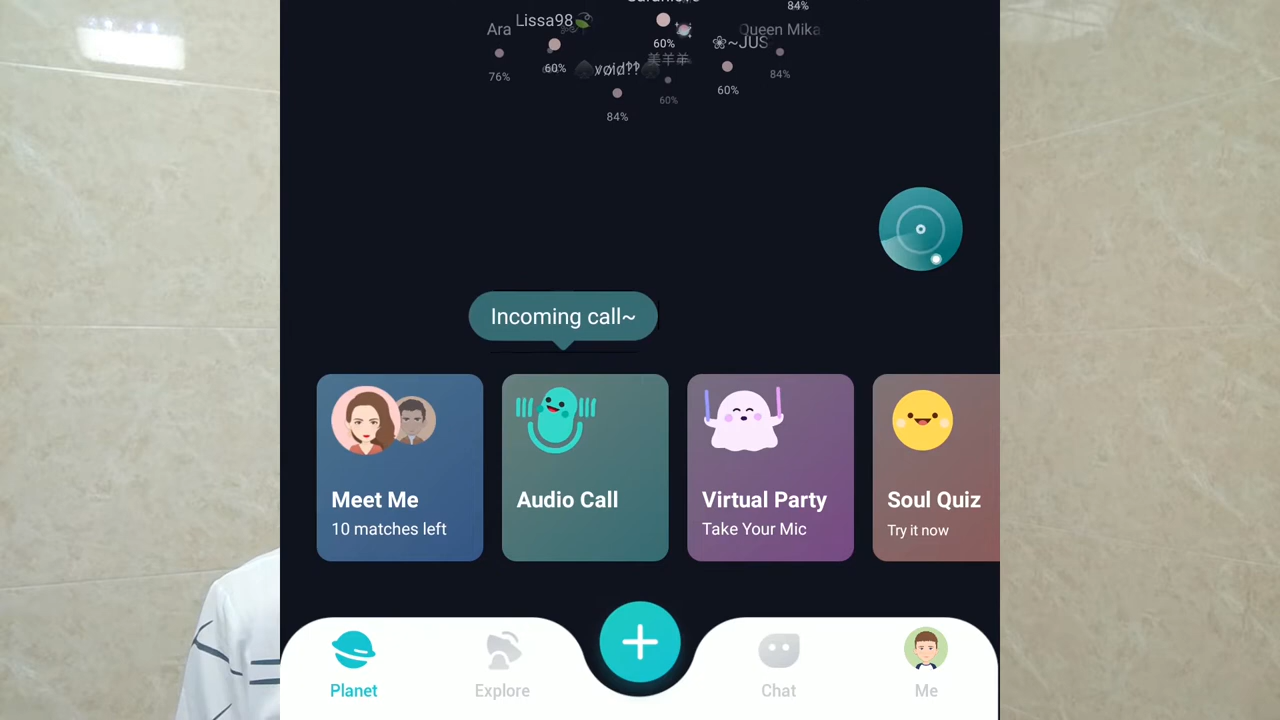 84%
Lissa98
Ara
Queen Mika
❀~JUS
60%
美羊羊
60%
vøid??
76%
84%
60%
60%
84%
Incoming call~
Meet Me
10 matches left
Audio Call
Virtual Party
Take Your Mic
Soul Quiz
Try it now
Planet
Explore
Chat
Me